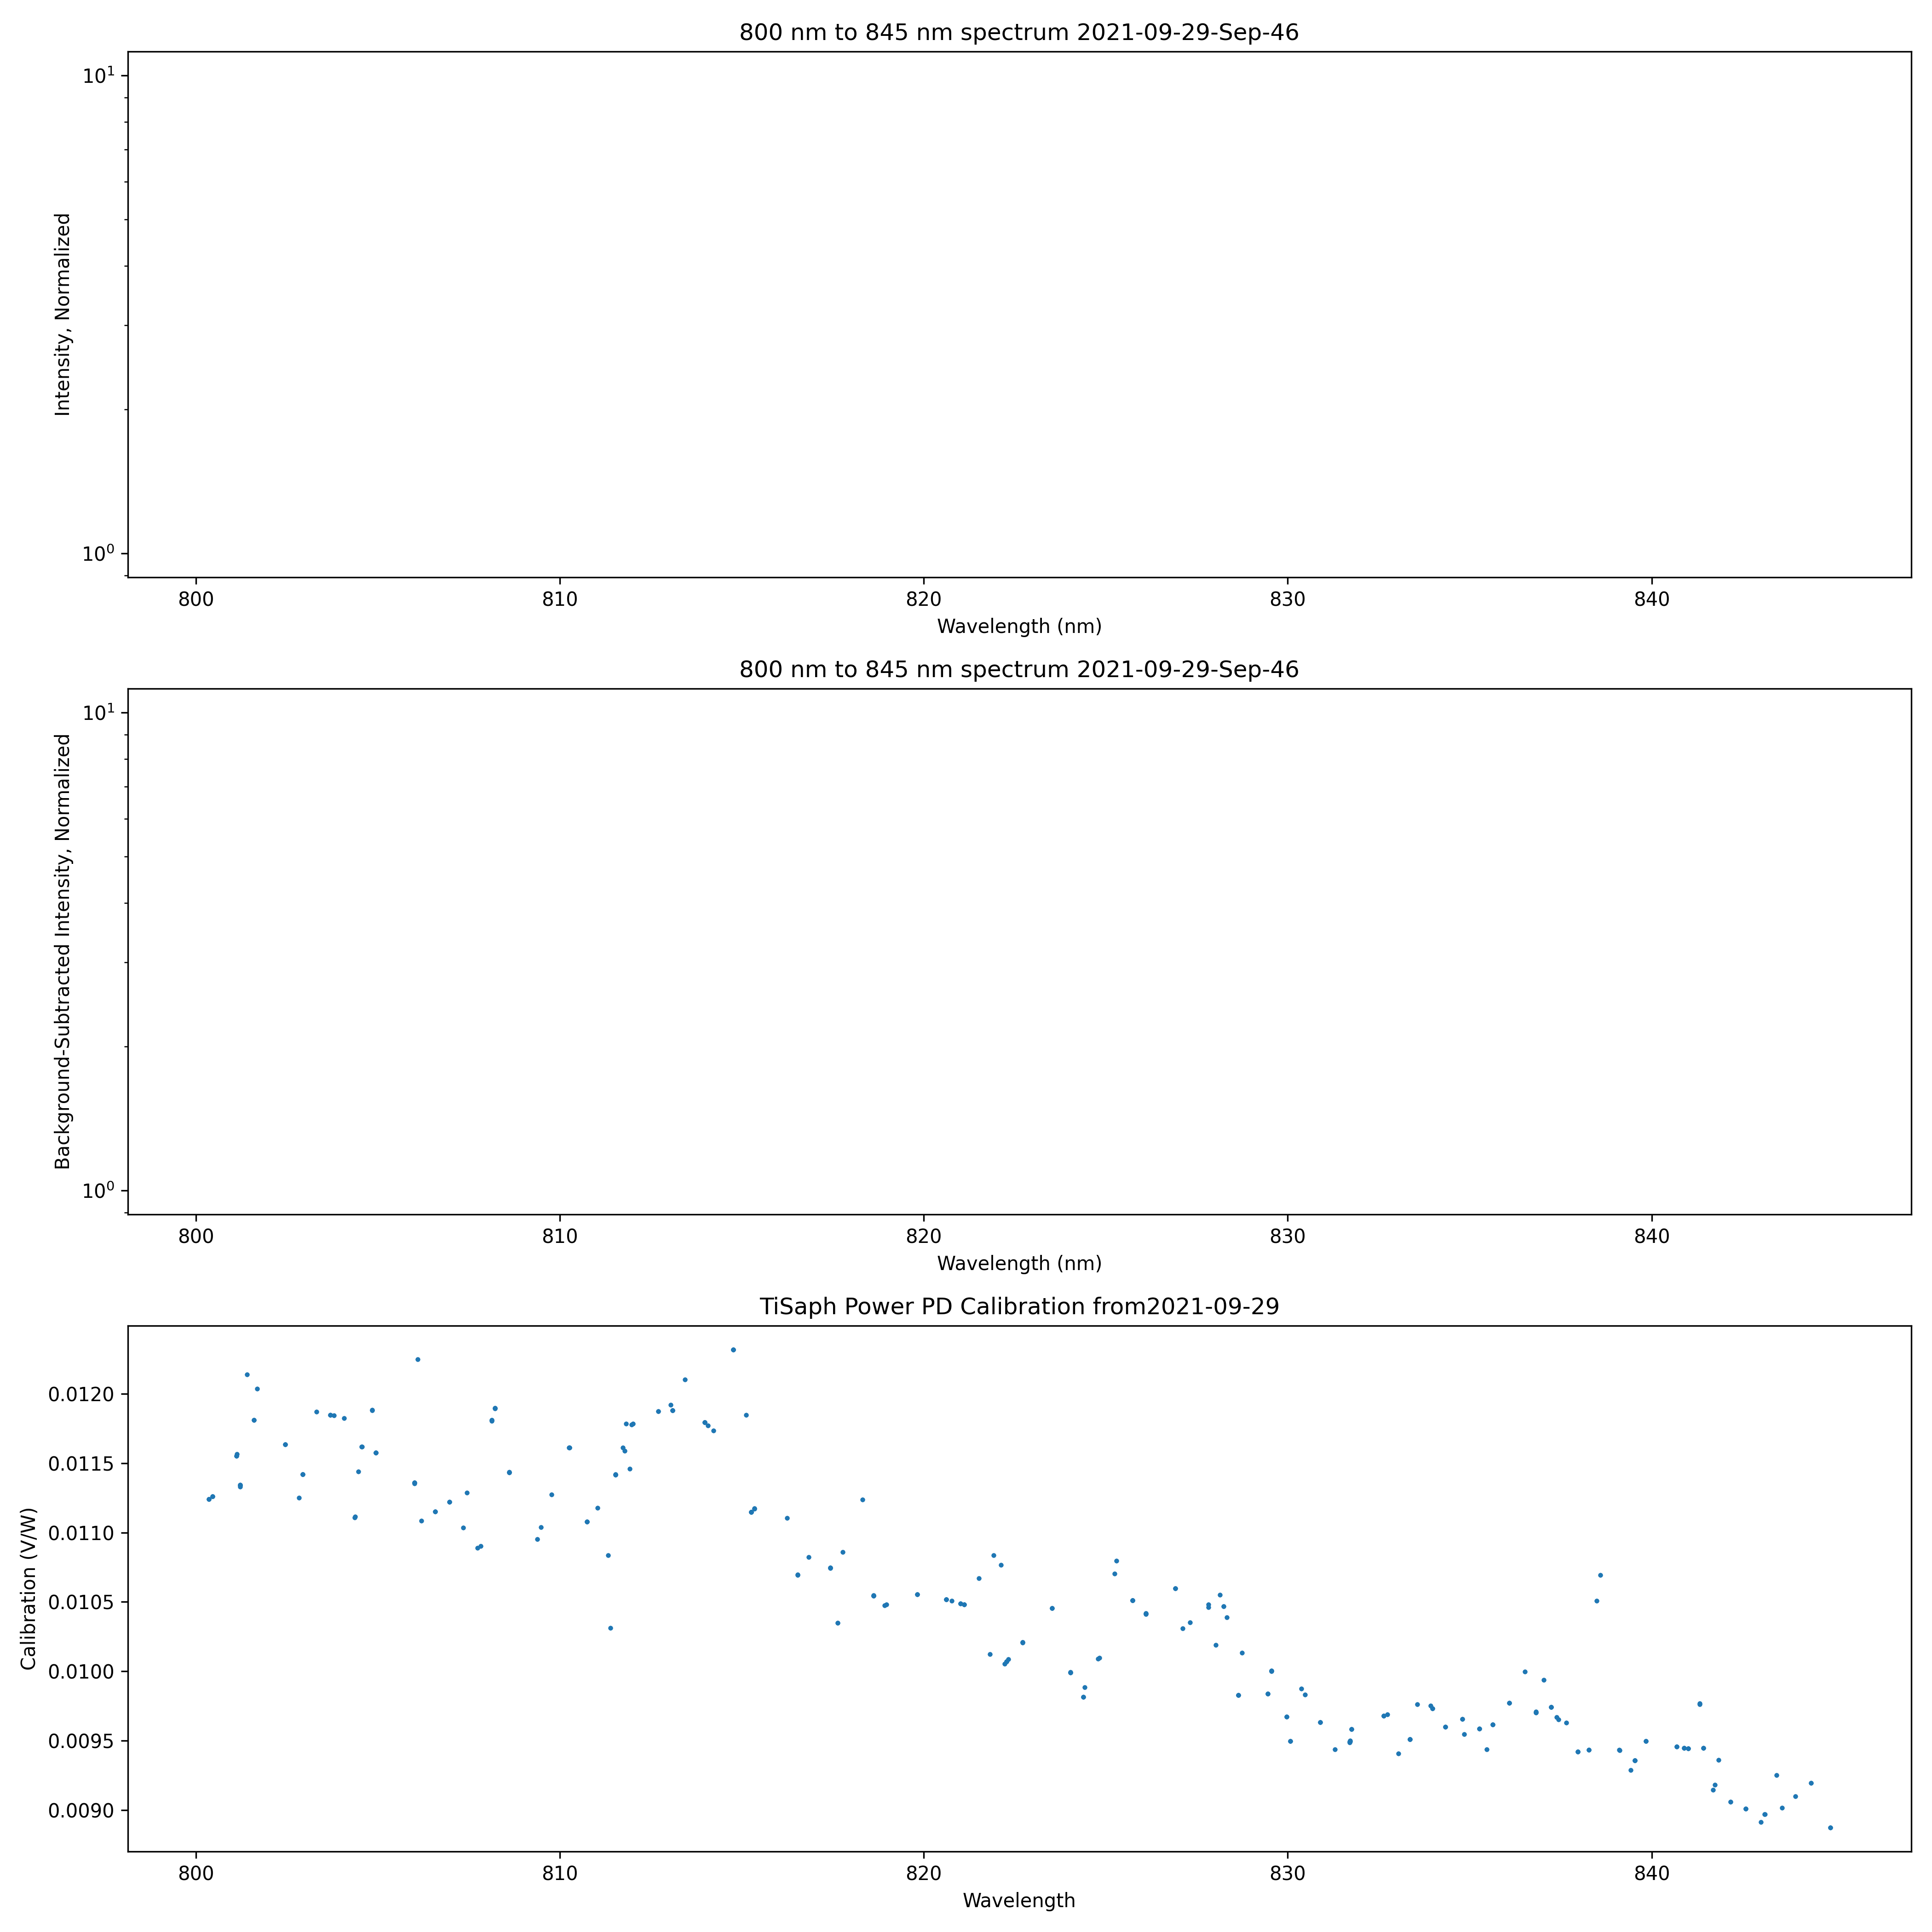 800 nm to 845 nm spectrum 2021-09-29-Sep-46
10¹
Intensity, Normalized
10⁰
800 810 820 830 840
Wavelength (nm)
800 nm to 845 nm spectrum 2021-09-29-Sep-46
10¹
Background-Subtracted Intensity, Normalized
10⁰
800 810 820 830 840
Wavelength (nm)
TiSaph Power PD Calibration from2021-09-29
0.0120
0.0115
0.0110
0.0105
0.0100
0.0095
0.0090
Calibration (V/W)
800 810 820 830 840
Wavelength